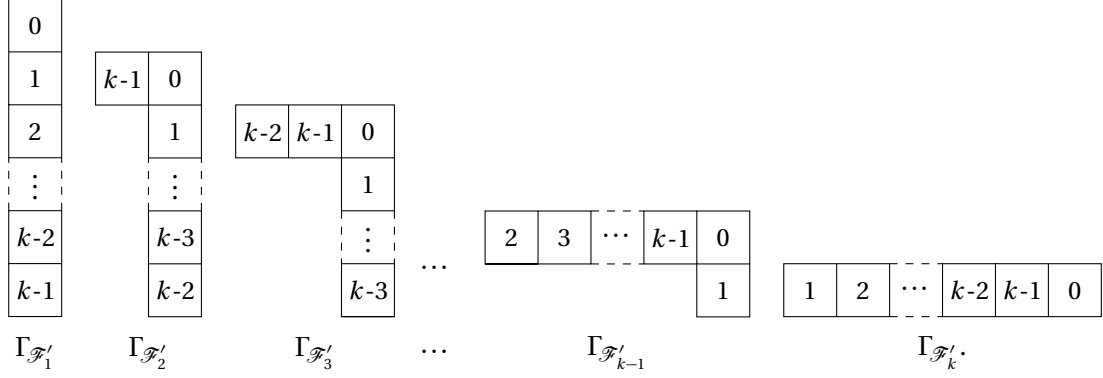 0
1 k-1 0
2 1 k-2 k-1 0
⋮ ⋮ 1
k-2 k-3 ⋮ 2 3 ⋯ k-1 0
k-1 k-2 k-3 ⋯ 1 1 2 ⋯ k-2 k-1 0
Γ_{ℱ′_1} Γ_{ℱ′_2} Γ_{ℱ′_3} ⋯ Γ_{ℱ′_{k-1}} Γ_{ℱ′_k}.